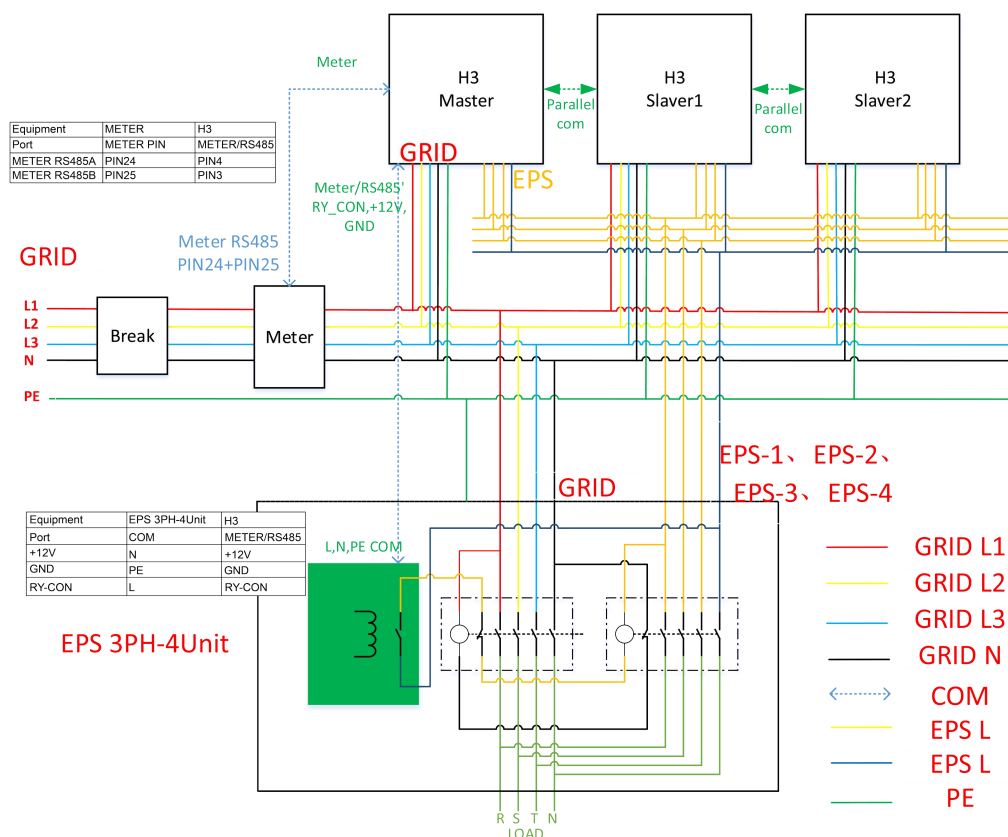 H3
Master
H3
Slaver1
H3
Slaver2
Meter
Parallel
com
Parallel
com
Equipment METER H3
Port METER PIN METER/RS485
METER RS485A PIN24 PIN4
METER RS485B PIN25 PIN3
GRID
EPS
Meter/RS485'
RY_CON,+12V,
GND
Meter RS485
PIN24+PIN25
GRID
L1
L2
L3
N
PE
Break
Meter
EPS-1、 EPS-2、
EPS-3、 EPS-4
GRID
Equipment EPS 3PH-4Unit H3
Port COM METER/RS485
+12V N +12V
GND PE GND
RY-CON L RY-CON
L,N,PE COM
EPS 3PH-4Unit
GRID L1
GRID L2
GRID L3
GRID N
COM
EPS L
EPS L
PE
R S T N
LOAD